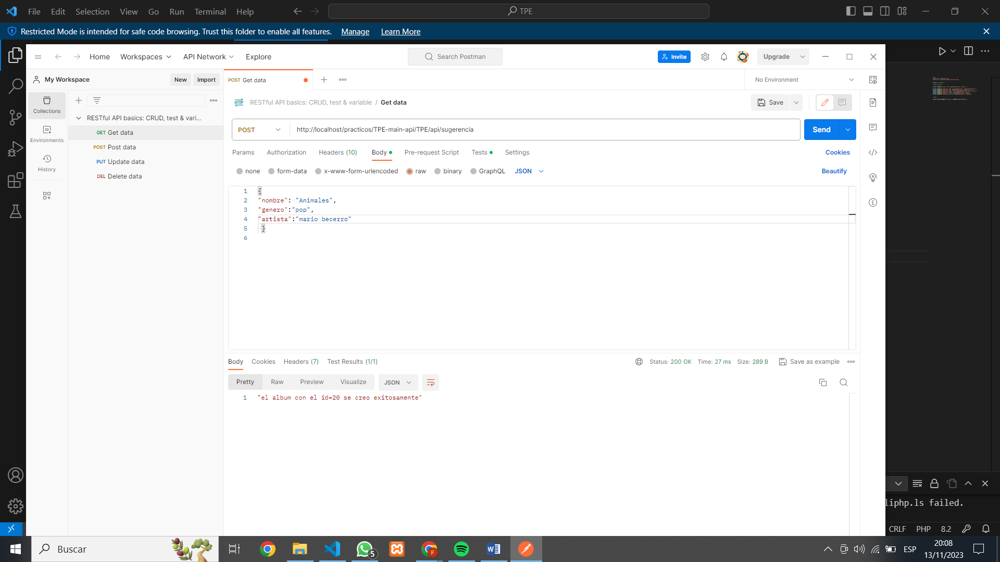 File Edit Selection View Go Run Terminal Help
TPE
Restricted Mode is intended for safe code browsing. Trust this folder to enable all features. Manage Learn More
Home Workspaces API Network Explore
Search Postman
Invite
Upgrade
My Workspace
New
Import
POST Get data
No Environment
Collections
Environments
History
RESTful API basics: CRUD, test & vari...
GET Get data
POST Post data
PUT Update data
DEL Delete data
HTTP RESTful API basics: CRUD, test & variable / Get data
Save
POST
http://localhost/practicos/TPE-main-api/TPE/api/sugerencia
Send
Params Authorization Headers (10) Body Pre-request Script Tests Settings
Cookies
none form-data x-www-form-urlencoded raw binary GraphQL JSON
Beautify
1 {
2 "nombre": "Animales",
3 "genero":"pop",
4 "artista":"mario becerro"
5 }
6
Body Cookies Headers (7) Test Results (1/1)
Status: 200 OK Time: 27 ms Size: 289 B Save as example
Pretty Raw Preview Visualize JSON
1 "el album con el id=20 se creo exitosamente"
liphp.ls failed.
CRLF PHP 8.2
Buscar
5
F
ESP
20:08
13/11/2023